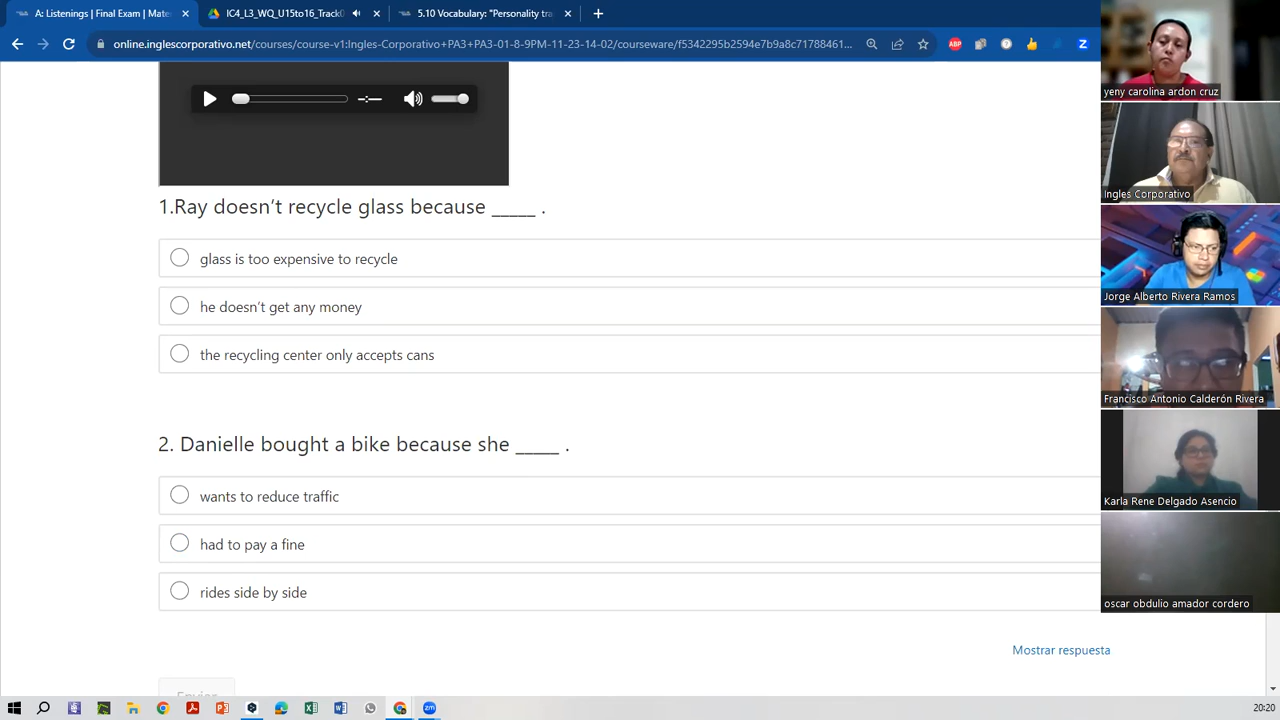 A: Listenings | Final Exam | Mate
IC4_L3_WQ_U15to16_Track0
5.10 Vocabulary: "Personality tra
online.inglescorporativo.net/courses/course-v1:Ingles-Corporativo+PA3+PA3-01-8-9PM-11-23-14-02/courseware/f5342295b2594e7b9a8c71788461...
ABP
Z
yeny carolina ardon cruz
Ingles Corporativo
1.Ray doesn't recycle glass because _____ .
glass is too expensive to recycle
Jorge Alberto Rivera Ramos
he doesn't get any money
the recycling center only accepts cans
Francisco Antonio Calderón Rivera
2. Danielle bought a bike because she _____ .
wants to reduce traffic
Karla Rene Delgado Asencio
had to pay a fine
rides side by side
oscar obdulio amador cordero
Mostrar respuesta
Enviar
zm
20:20